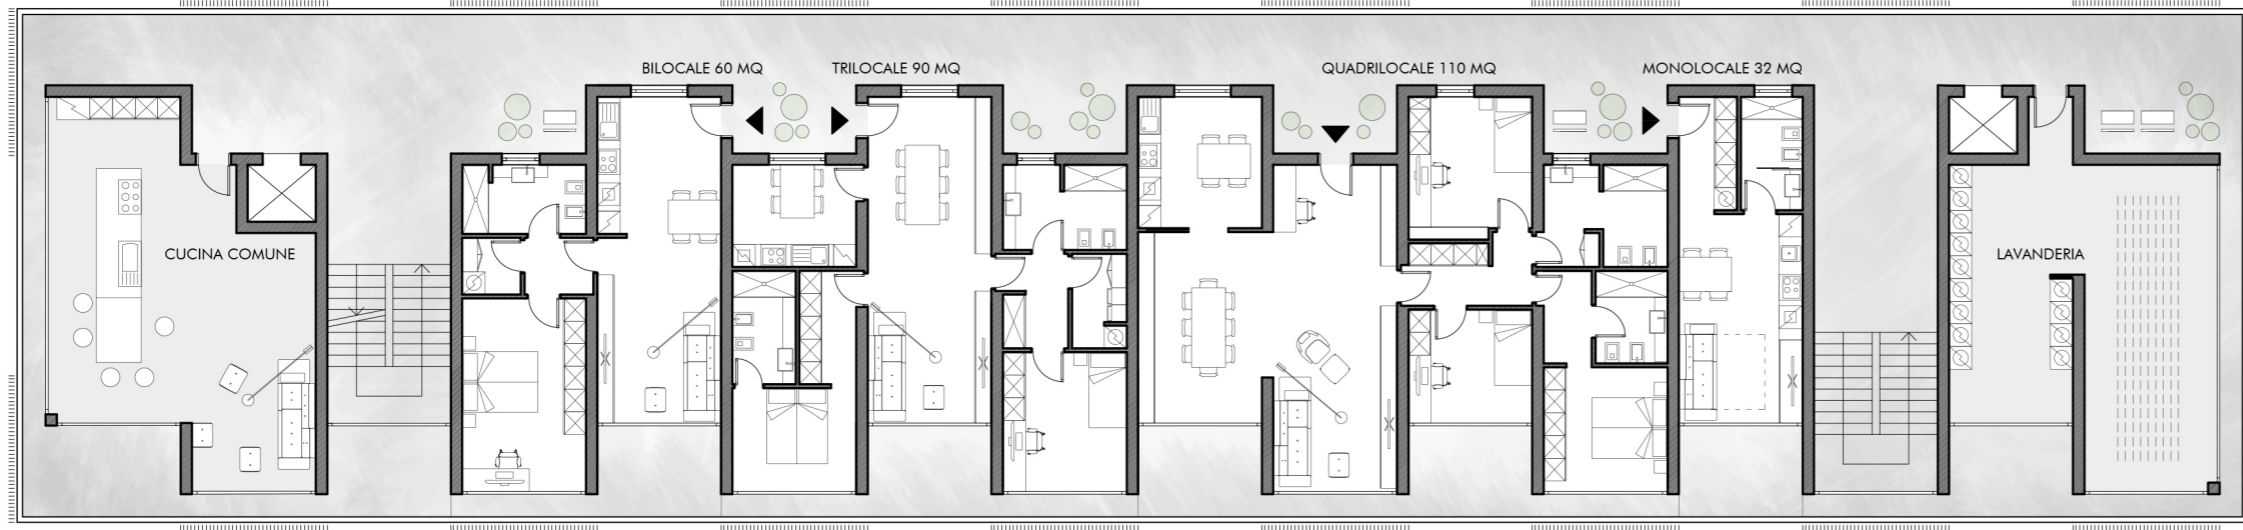 BILOCALE 60 MQ
TRILOCALE 90 MQ
QUADRILOCALE 110 MQ
MONOLOCALE 32 MQ
CUCINA COMUNE
LAVANDERIA